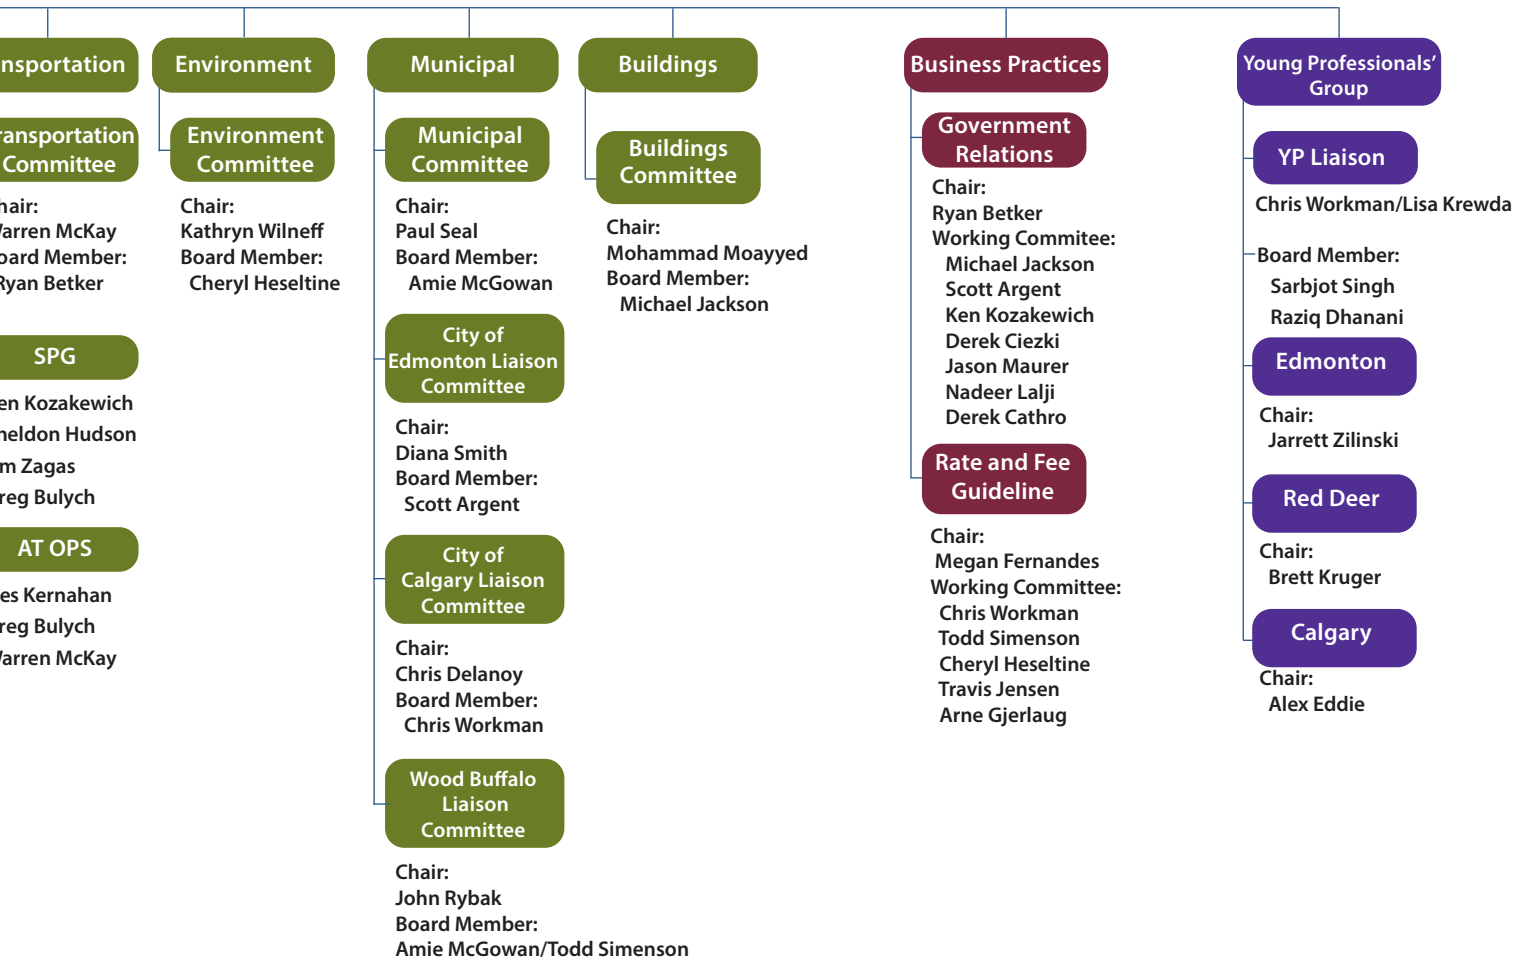 nsportation
ransportation
Committee
hair:
arren McKay
oard Member:
Ryan Betker
SPG
en Kozakewich
heldon Hudson
m Zagas
reg Bulych
AT OPS
es Kernahan
reg Bulych
arren McKay
Environment
Environment
Committee
Chair:
Kathryn Wilneff
Board Member:
Cheryl Heseltine
Municipal
Municipal
Committee
Chair:
Paul Seal
Board Member:
Amie McGowan
City of
Edmonton Liaison
Committee
Chair:
Diana Smith
Board Member:
Scott Argent
City of
Calgary Liaison
Committee
Chair:
Chris Delanoy
Board Member:
Chris Workman
Wood Buffalo
Liaison
Committee
Chair:
John Rybak
Board Member:
Amie McGowan/Todd Simenson
Buildings
Buildings
Committee
Chair:
Mohammad Moayyed
Board Member:
Michael Jackson
Business Practices
Government
Relations
Chair:
Ryan Betker
Working Commitee:
Michael Jackson
Scott Argent
Ken Kozakewich
Derek Ciezki
Jason Maurer
Nadeer Lalji
Derek Cathro
Rate and Fee
Guideline
Chair:
Megan Fernandes
Working Committee:
Chris Workman
Todd Simenson
Cheryl Heseltine
Travis Jensen
Arne Gjerlaug
Young Professionals’
Group
YP Liaison
Chris Workman/Lisa Krewda
Board Member:
Sarbjot Singh
Raziq Dhanani
Edmonton
Chair:
Jarrett Zilinski
Red Deer
Chair:
Brett Kruger
Calgary
Chair:
Alex Eddie